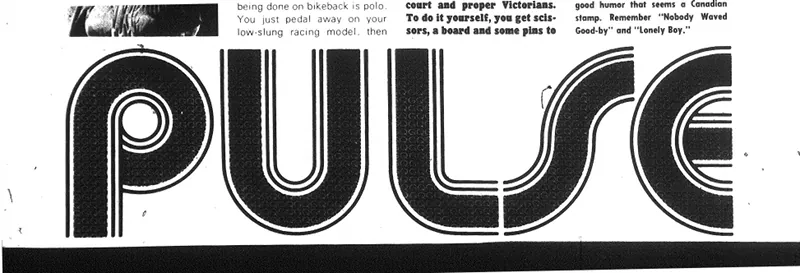 being done on bikeback is polo.
You just pedal away on your
low-slung racing model, then
court and proper Victorians.
To do it yourself, you get scis-
sors, a board and some pins to
good humor that seems a Canadian
stamp. Remember "Nobody Waved
Good-by" and "Lonely Boy."
PULSE